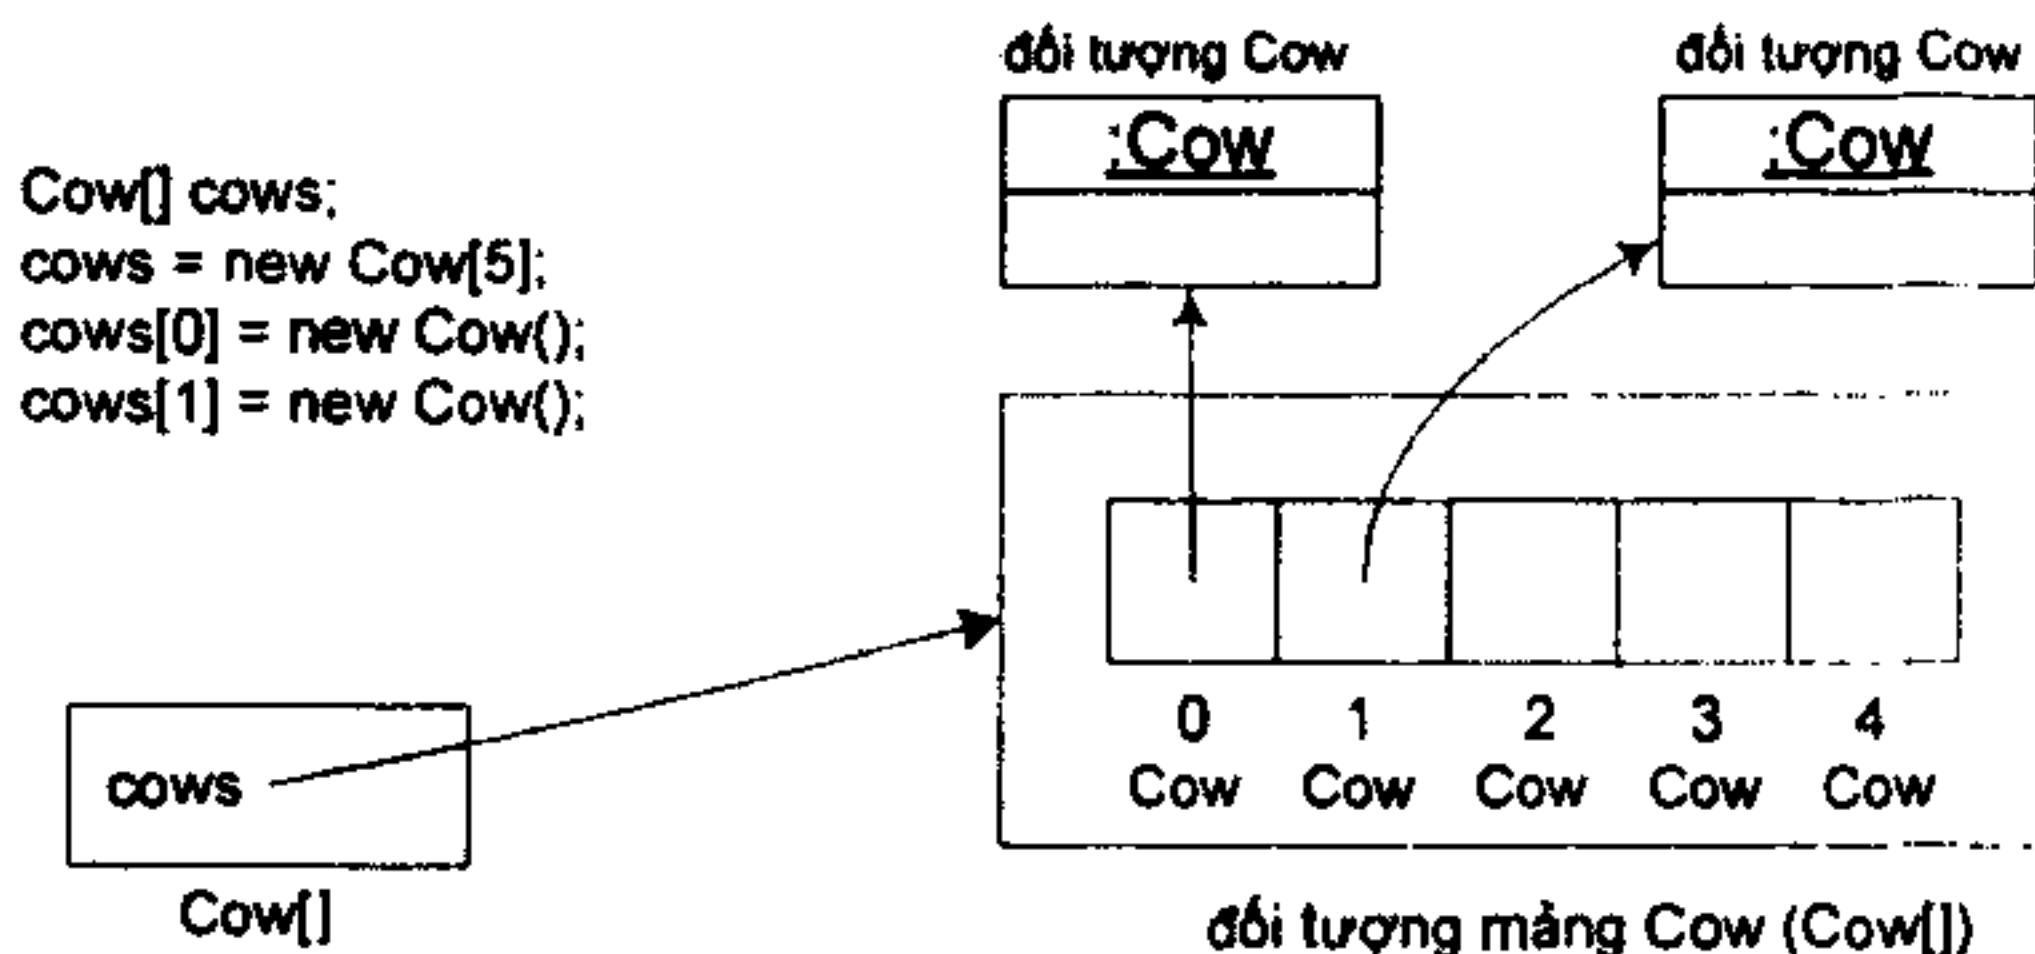 đối tượng Cow đối tượng Cow
:Cow :Cow
Cow[] cows;
cows = new Cow[5];
cows[0] = new Cow();
cows[1] = new Cow();
0 1 2 3 4
Cow Cow Cow Cow Cow
cows
Cow[]
đối tượng mảng Cow (Cow[])